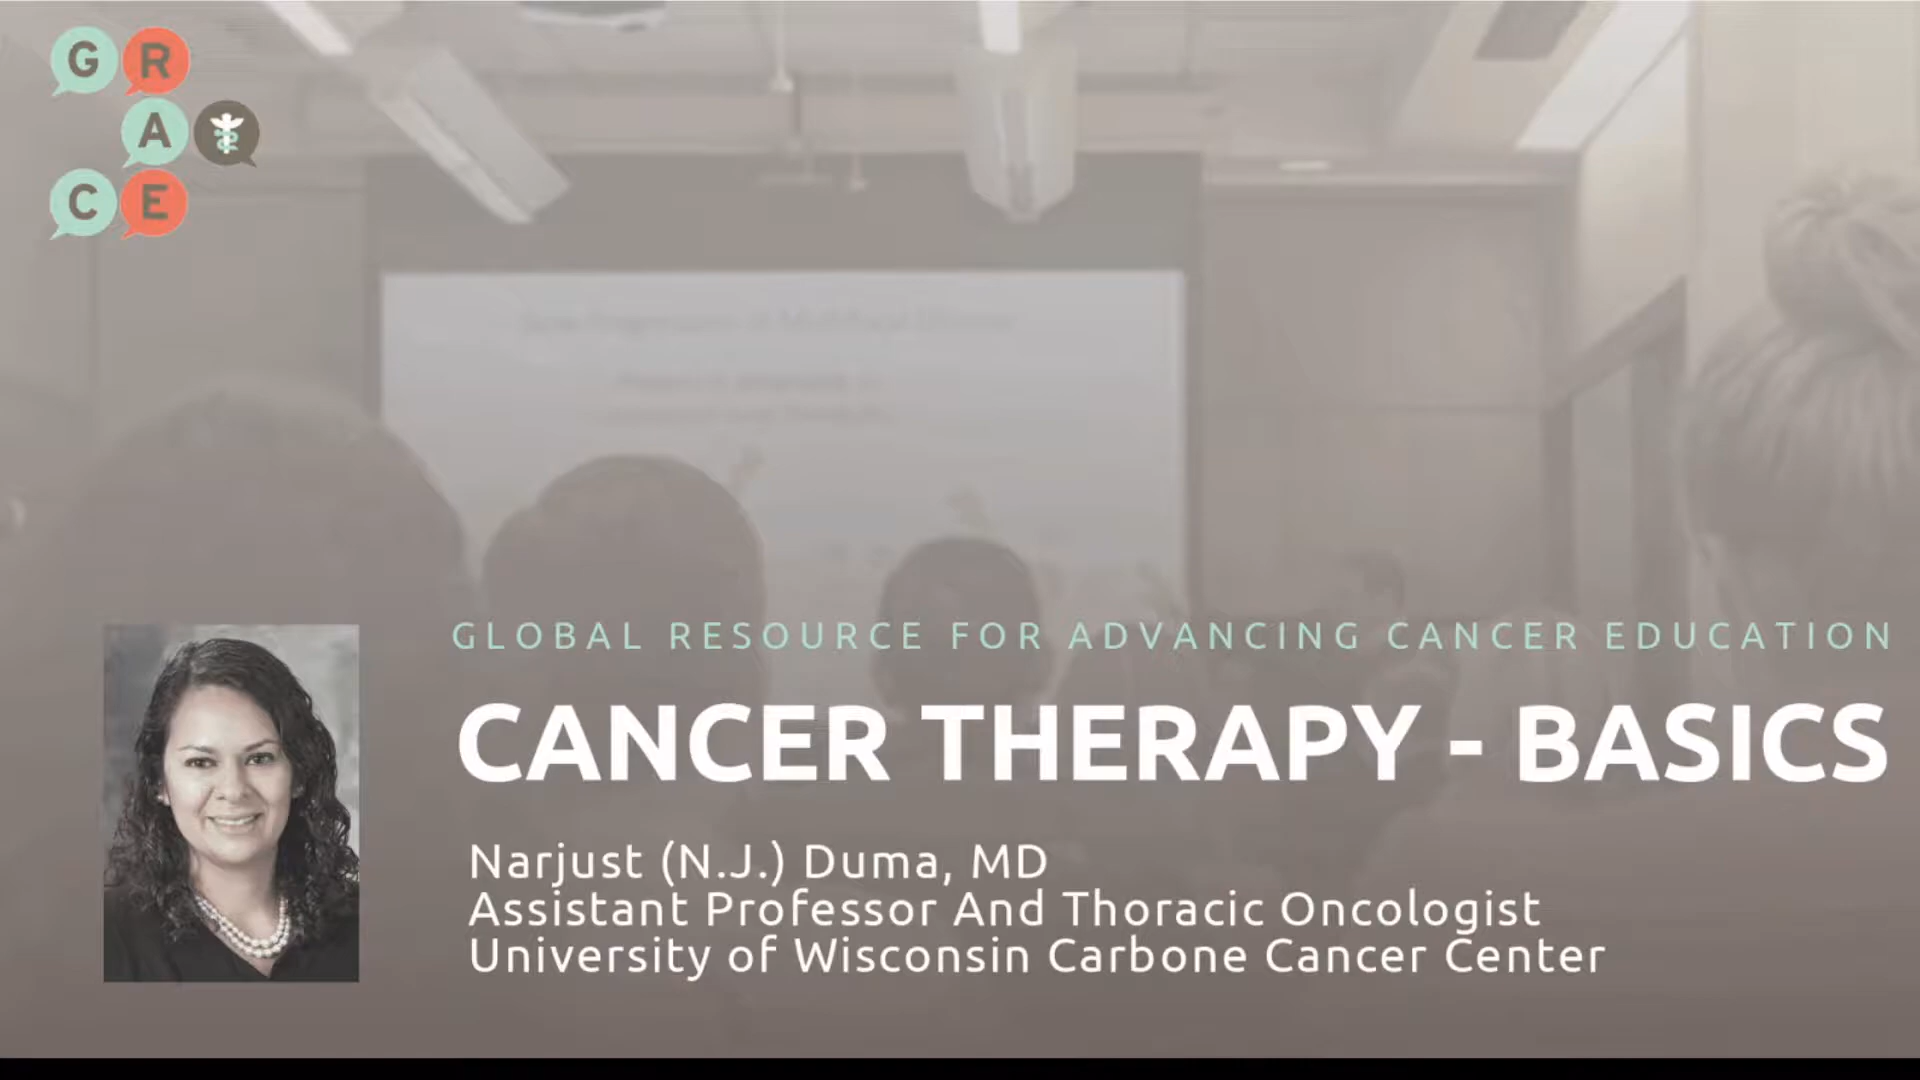 G R
A
C E
GLOBAL RESOURCE FOR ADVANCING CANCER EDUCATION
CANCER THERAPY - BASICS
Narjust (N.J.) Duma, MD
Assistant Professor And Thoracic Oncologist
University of Wisconsin Carbone Cancer Center